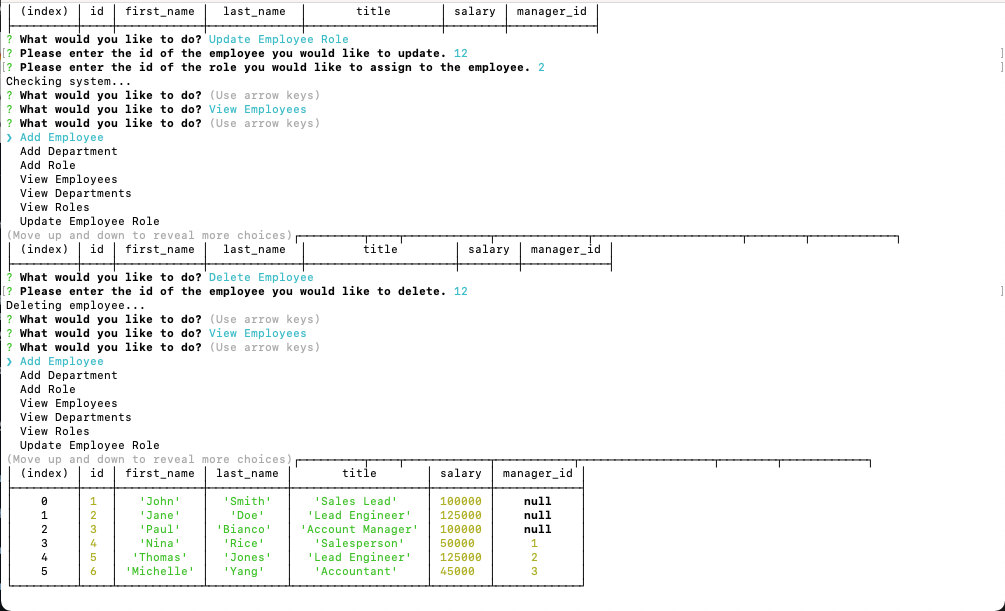 (index) id first_name last_name title salary manager_id
? What would you like to do? Update Employee Role
[? Please enter the id of the employee you would like to update. 12 ]
[? Please enter the id of the role you would like to assign to the employee. 2 ]
Checking system...
? What would you like to do? (Use arrow keys)
? What would you like to do? View Employees
? What would you like to do? (Use arrow keys)
❯ Add Employee
Add Department
Add Role
View Employees
View Departments
View Roles
Update Employee Role
(Move up and down to reveal more choices)
(index) id first_name last_name title salary manager_id
? What would you like to do? Delete Employee
[? Please enter the id of the employee you would like to delete. 12 ]
Deleting employee...
? What would you like to do? (Use arrow keys)
? What would you like to do? View Employees
? What would you like to do? (Use arrow keys)
❯ Add Employee
Add Department
Add Role
View Employees
View Departments
View Roles
Update Employee Role
(Move up and down to reveal more choices)
(index) id first_name last_name title salary manager_id
0 1 'John' 'Smith' 'Sales Lead' 100000 null
1 2 'Jane' 'Doe' 'Lead Engineer' 125000 null
2 3 'Paul' 'Bianco' 'Account Manager' 100000 null
3 4 'Nina' 'Rice' 'Salesperson' 50000 1
4 5 'Thomas' 'Jones' 'Lead Engineer' 125000 2
5 6 'Michelle' 'Yang' 'Accountant' 45000 3